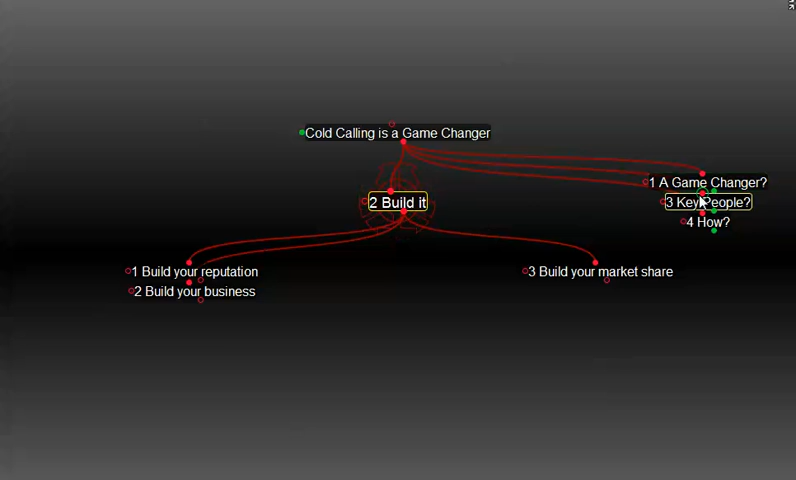 Cold Calling is a Game Changer
1 A Game Changer?
2 Build it
3 Key People?
4 How?
1 Build your reputation
3 Build your market share
2 Build your business